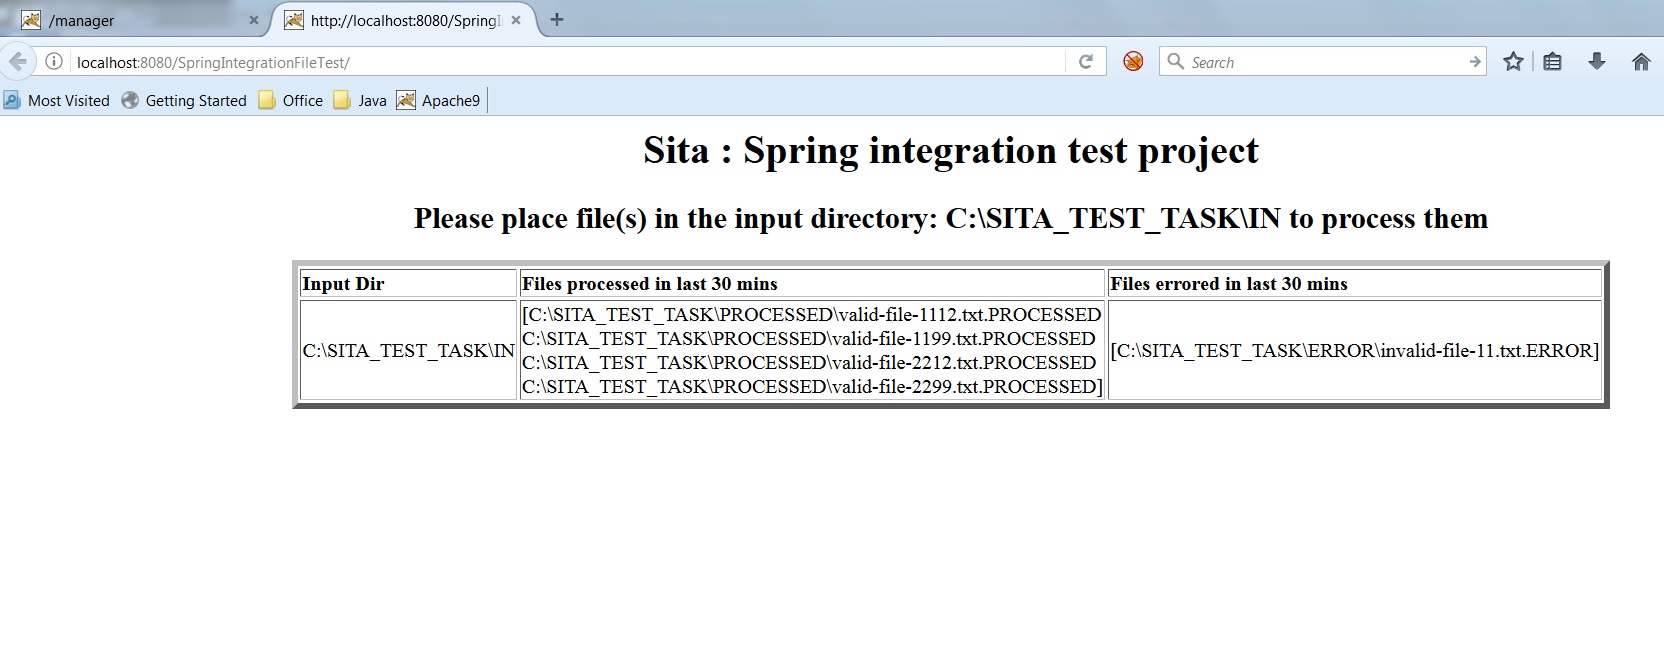 /manager
http://localhost:8080/SpringI
localhost:8080/SpringIntegrationFileTest/
Search
Most Visited Getting Started Office Java Apache9
Sita : Spring integration test project
Please place file(s) in the input directory: C:\SITA_TEST_TASK\IN to process them
Input Dir Files processed in last 30 mins Files errored in last 30 mins
C:\SITA_TEST_TASK\IN
[C:\SITA_TEST_TASK\PROCESSED\valid-file-1112.txt.PROCESSED
C:\SITA_TEST_TASK\PROCESSED\valid-file-1199.txt.PROCESSED
C:\SITA_TEST_TASK\PROCESSED\valid-file-2212.txt.PROCESSED
C:\SITA_TEST_TASK\PROCESSED\valid-file-2299.txt.PROCESSED]
[C:\SITA_TEST_TASK\ERROR\invalid-file-11.txt.ERROR]